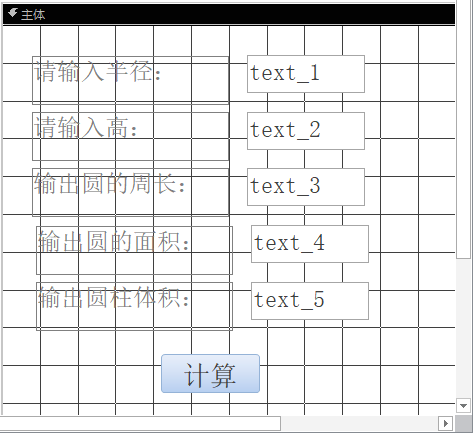 主体
请输入半径: text_1
请输入高: text_2
输出圆的周长: text_3
输出圆的面积: text_4
输出圆柱体积: text_5
计算